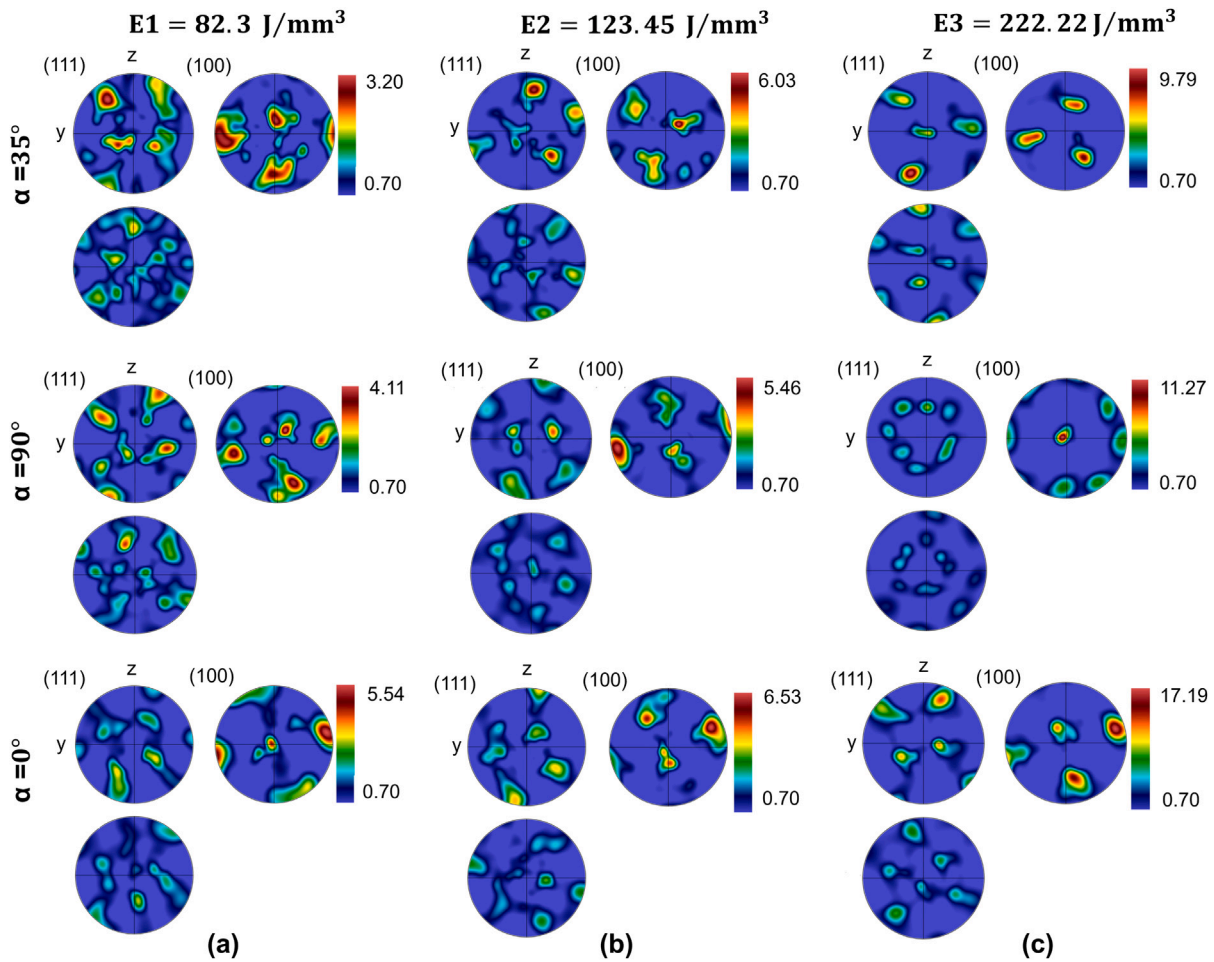 E1 = 82.3 J/mm³ E2 = 123.45 J/mm³ E3 = 222.22 J/mm³
α =35°
(111) z (100) 3.20
y
0.70
(111) z (100) 6.03
y
0.70
(111) z (100) 9.79
y
0.70
α =90°
(111) z (100) 4.11
y
0.70
(111) z (100) 5.46
y
0.70
(111) z (100) 11.27
y
0.70
α =0°
(111) z (100) 5.54
y
0.70
(111) z (100) 6.53
y
0.70
(111) z (100) 17.19
y
0.70
(a) (b) (c)